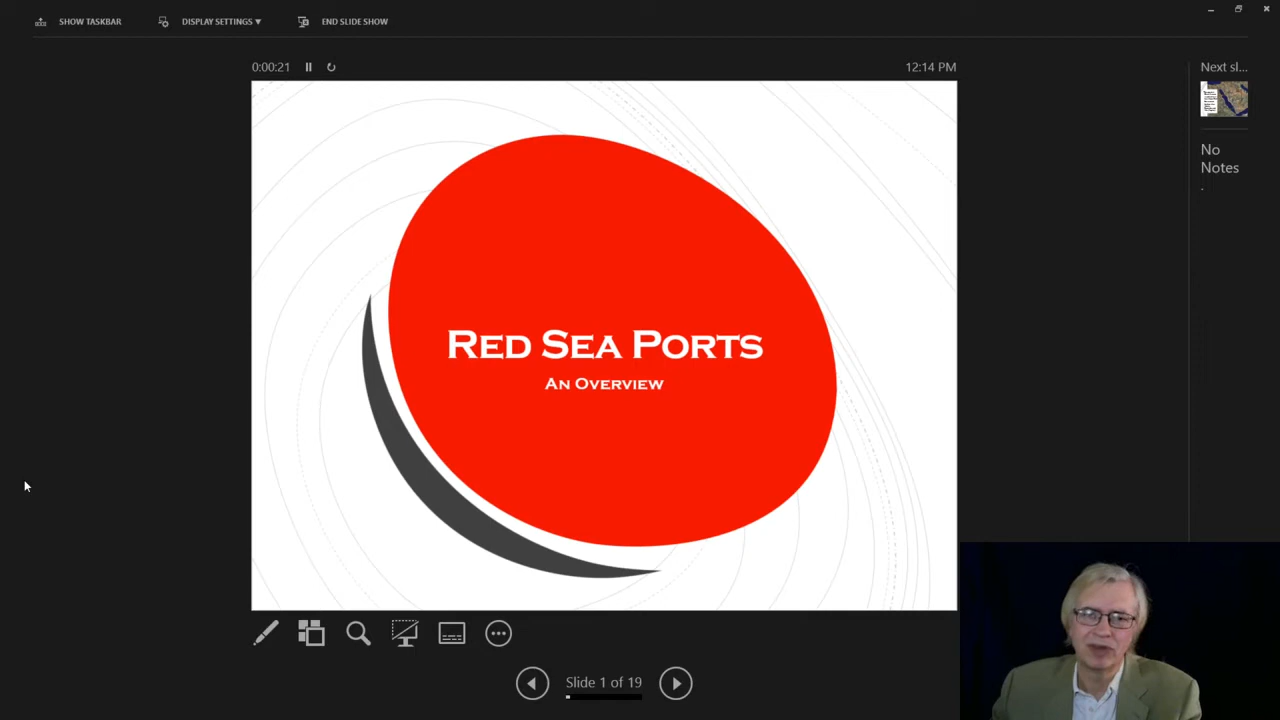 SHOW TASKBAR
DISPLAY SETTINGS ▾
END SLIDE SHOW
0:00:21
12:14 PM
Next sl...
Red Sea Ports
An Overview
No
Notes
.
Slide 1 of 19